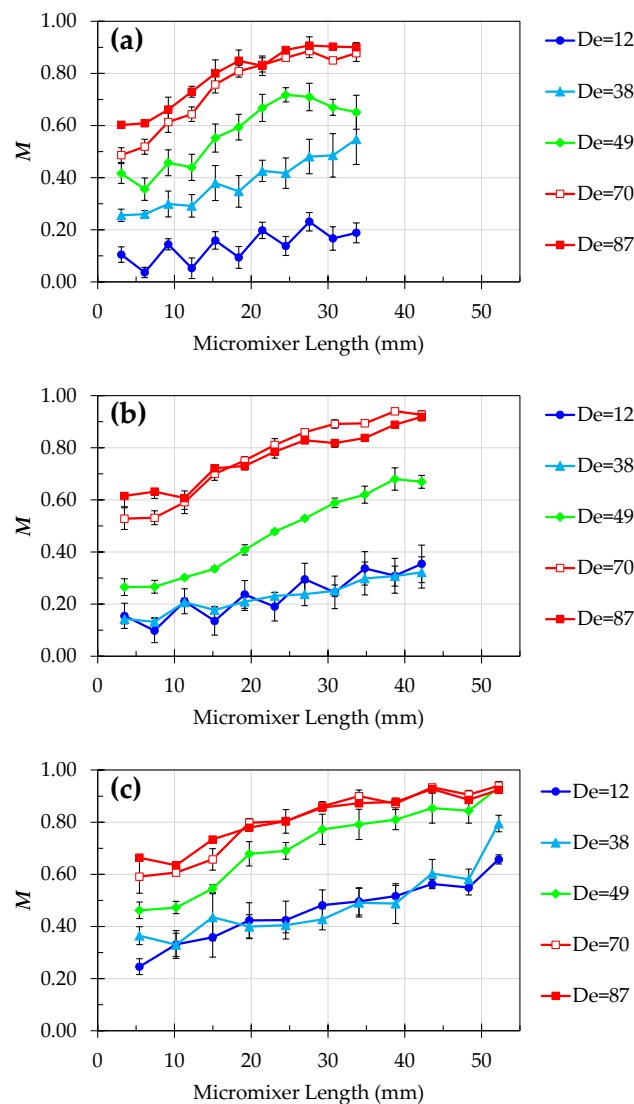 (a)
1.00
0.80
0.60
0.40
0.20
0.00
M
0 10 20 30 40 50
Micromixer Length (mm)
De=12
De=38
De=49
De=70
De=87
(b)
1.00
0.80
0.60
0.40
0.20
0.00
M
0 10 20 30 40 50
Micromixer Length (mm)
De=12
De=38
De=49
De=70
De=87
(c)
1.00
0.80
0.60
0.40
0.20
0.00
M
0 10 20 30 40 50
Micromixer Length (mm)
De=12
De=38
De=49
De=70
De=87